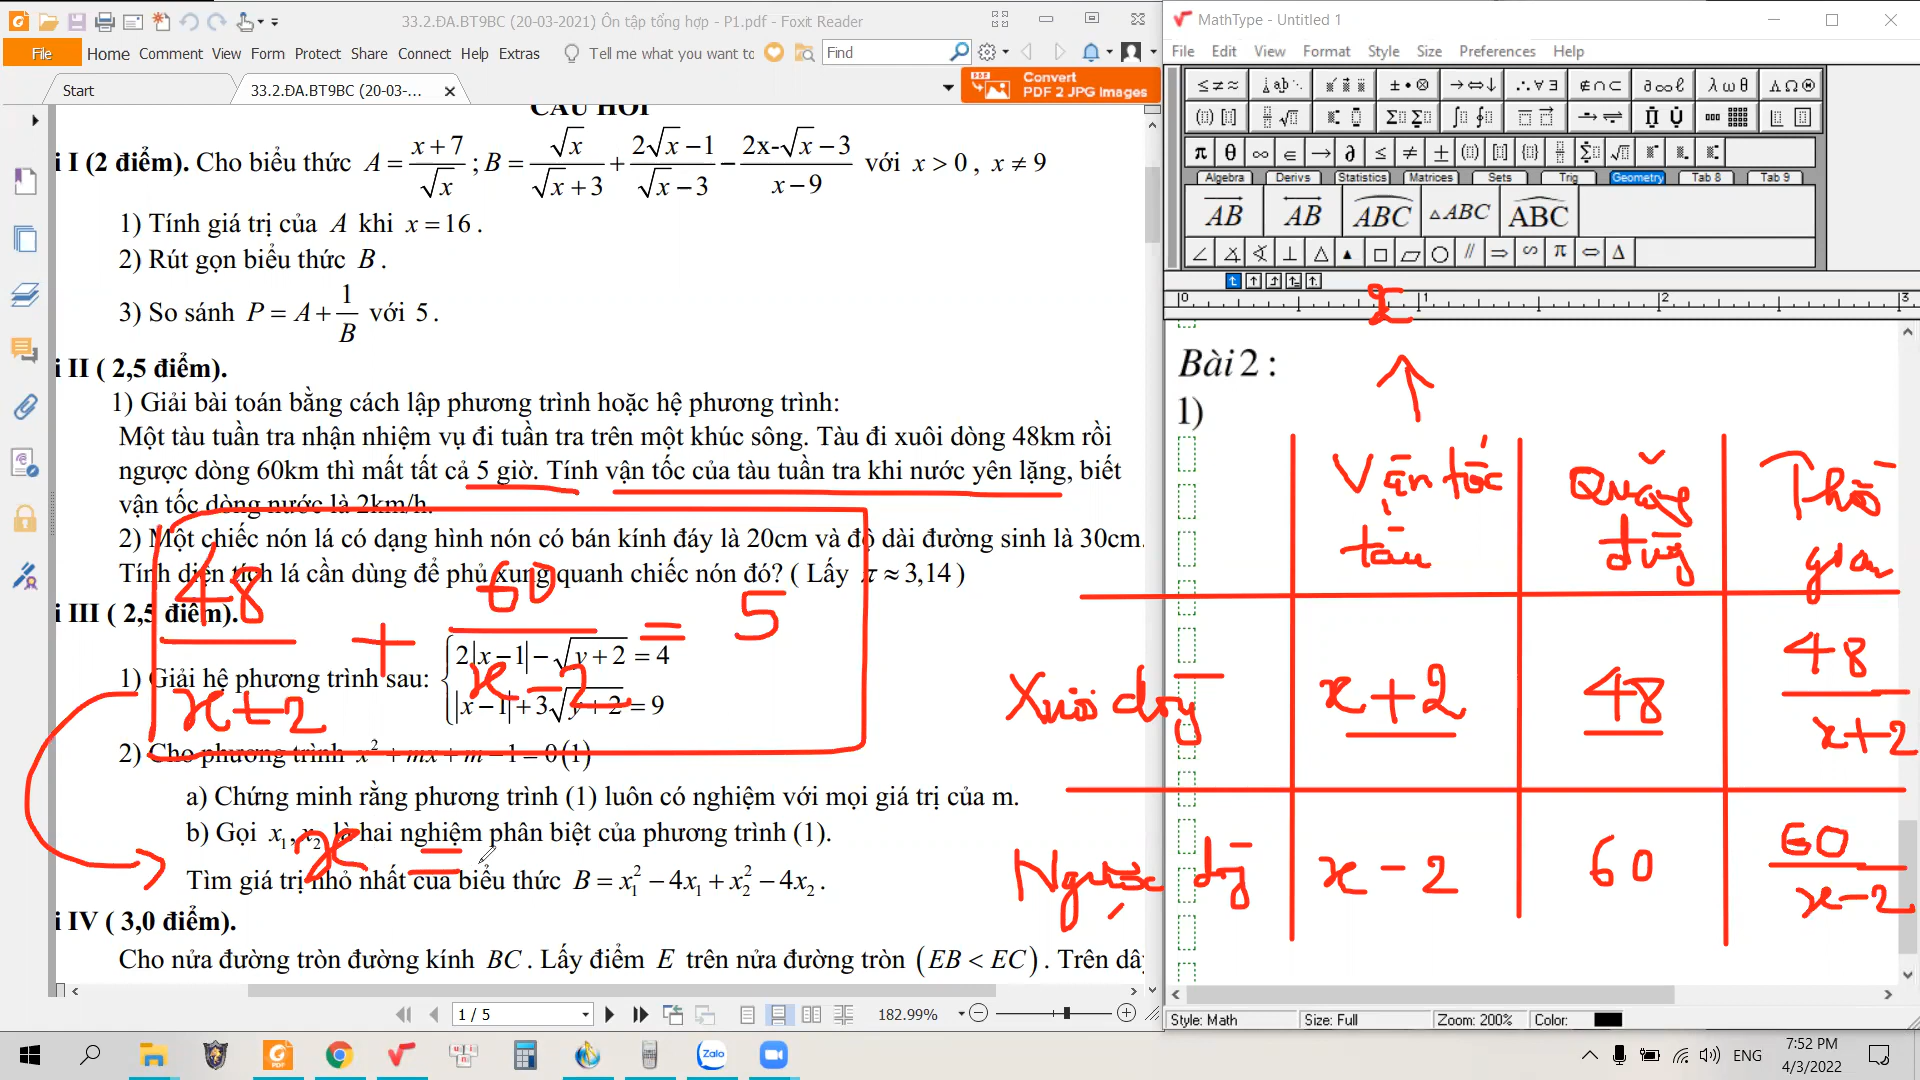 33.2.ĐA.BT9BC (20-03-2021) Ôn tập tổng hợp - P1.pdf - Foxit Reader
File Home Comment View Form Protect Share Connect Help Extras Tell me what you want to Find
Start 33.2.ĐA.BT9BC (20-03-...
Convert
PDF 2 JPG Images
CÂU HỎI
i I (2 điểm). Cho biểu thức A = (x+7)/√x ; B = √x/(√x+3) + (2√x−1)/(√x−3) − (2x-√x−3)/(x−9) với x > 0 , x ≠ 9
1) Tính giá trị của A khi x = 16 .
2) Rút gọn biểu thức B .
3) So sánh P = A + 1/B với 5 .
i II ( 2,5 điểm).
1) Giải bài toán bằng cách lập phương trình hoặc hệ phương trình:
Một tàu tuần tra nhận nhiệm vụ đi tuần tra trên một khúc sông. Tàu đi xuôi dòng 48km rồi
ngược dòng 60km thì mất tất cả 5 giờ. Tính vận tốc của tàu tuần tra khi nước yên lặng, biết
vận tốc dòng nước là 2km/h.
2) Một chiếc nón lá có dạng hình nón có bán kính đáy là 20cm và độ dài đường sinh là 30cm.
Tính diện tích lá cần dùng để phủ xung quanh chiếc nón đó? ( Lấy π ≈ 3,14 )
48/(x+2) + 60/(x−2) = 5
i III ( 2,5 điểm).
1) Giải hệ phương trình sau: { 2|x−1| − √(y+2) = 4
|x−1| + 3√(y+2) = 9
2) Cho phương trình x² + mx + m − 1 = 0 (1)
a) Chứng minh rằng phương trình (1) luôn có nghiệm với mọi giá trị của m.
b) Gọi x₁, x₂ là hai nghiệm phân biệt của phương trình (1).
x =
Tìm giá trị nhỏ nhất của biểu thức B = x₁² − 4x₁ + x₂² − 4x₂ .
i IV ( 3,0 điểm).
Cho nửa đường tròn đường kính BC . Lấy điểm E trên nửa đường tròn (EB < EC) . Trên dây
1 / 5 182.99%
MathType - Untitled 1
File Edit View Format Style Size Preferences Help
Algebra Derivs Statistics Matrices Sets Trig Geometry Tab 8 Tab 9
AB AB ABC △ABC ABC
0 1 2 3
x
Bài 2 :
1)
Vận tốc tàu Quãng đường Thời gian
Xuôi dòng x+2 48 48/(x+2)
Ngược dòng x−2 60 60/(x−2)
Style: Math Size: Full Zoom: 200% Color:
Zalo
ENG
7:52 PM
4/3/2022